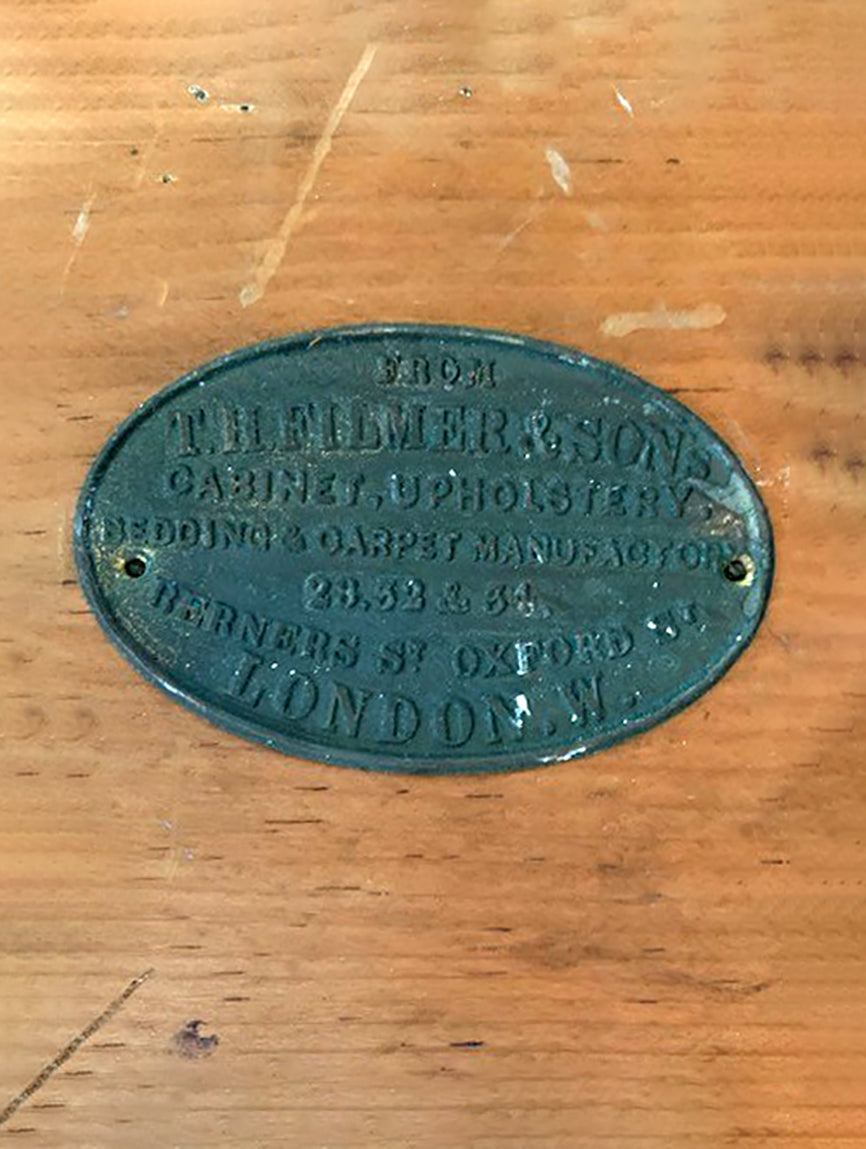 FROM
T.H.FILMER & SONS
CABINET, UPHOLSTERY,
BEDDING & CARPET MANUFACTORY
28.32 & 34,
BERNERS ST OXFORD ST
LONDON.W.